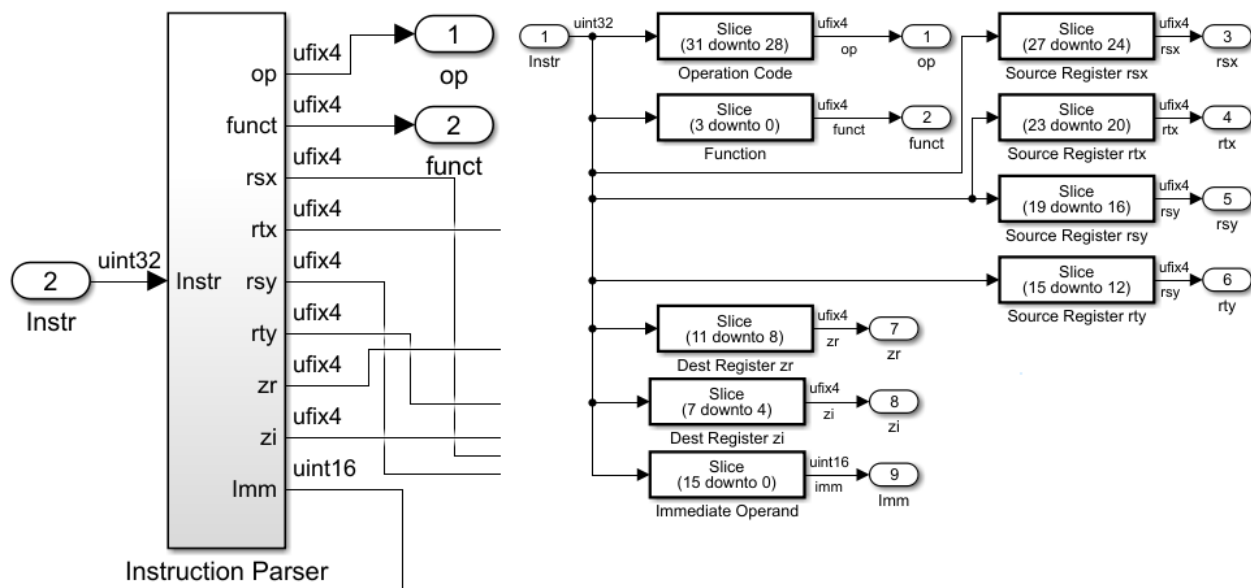 2
Instr
uint32
Instr
op
funct
rsx
rtx
rsy
rty
zr
zi
Imm
Instruction Parser
ufix4
ufix4
ufix4
ufix4
ufix4
ufix4
ufix4
ufix4
uint16
1
op
2
funct
1
Instr
uint32
Slice
(31 downto 28)
Operation Code
ufix4
op
1
op
Slice
(3 downto 0)
Function
ufix4
funct
2
funct
Slice
(27 downto 24)
Source Register rsx
ufix4
rsx
3
rsx
Slice
(23 downto 20)
Source Register rtx
ufix4
rtx
4
rtx
Slice
(19 downto 16)
Source Register rsy
ufix4
rsy
5
rsy
Slice
(15 downto 12)
Source Register rty
ufix4
rsy
6
rty
Slice
(11 downto 8)
Dest Register zr
ufix4
zr
7
zr
Slice
(7 downto 4)
Dest Register zi
ufix4
zi
8
zi
Slice
(15 downto 0)
Immediate Operand
uint16
imm
9
Imm